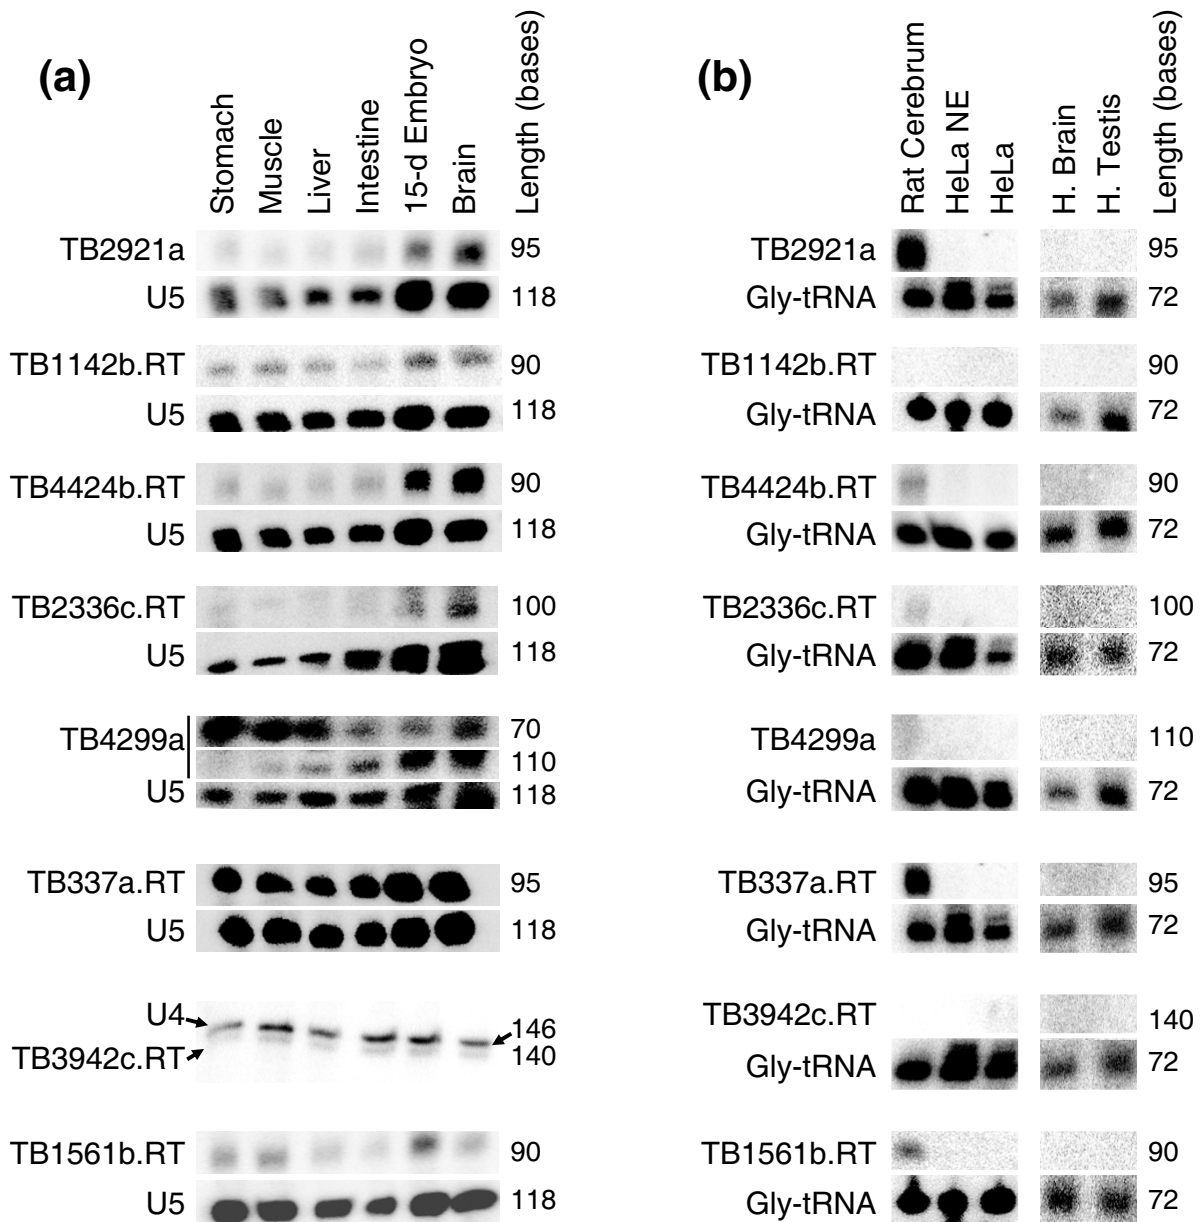 (a)
Stomach
Muscle
Liver
Intestine
15-d Embryo
Brain
Length (bases)
TB2921a 95
U5 118
TB1142b.RT 90
U5 118
TB4424b.RT 90
U5 118
TB2336c.RT 100
U5 118
TB4299a 70
110
U5 118
TB337a.RT 95
U5 118
U4 146
TB3942c.RT 140
TB1561b.RT 90
U5 118
(b)
Rat Cerebrum
HeLa NE
HeLa
H. Brain
H. Testis
Length (bases)
TB2921a 95
Gly-tRNA 72
TB1142b.RT 90
Gly-tRNA 72
TB4424b.RT 90
Gly-tRNA 72
TB2336c.RT 100
Gly-tRNA 72
TB4299a 110
Gly-tRNA 72
TB337a.RT 95
Gly-tRNA 72
TB3942c.RT 140
Gly-tRNA 72
TB1561b.RT 90
Gly-tRNA 72